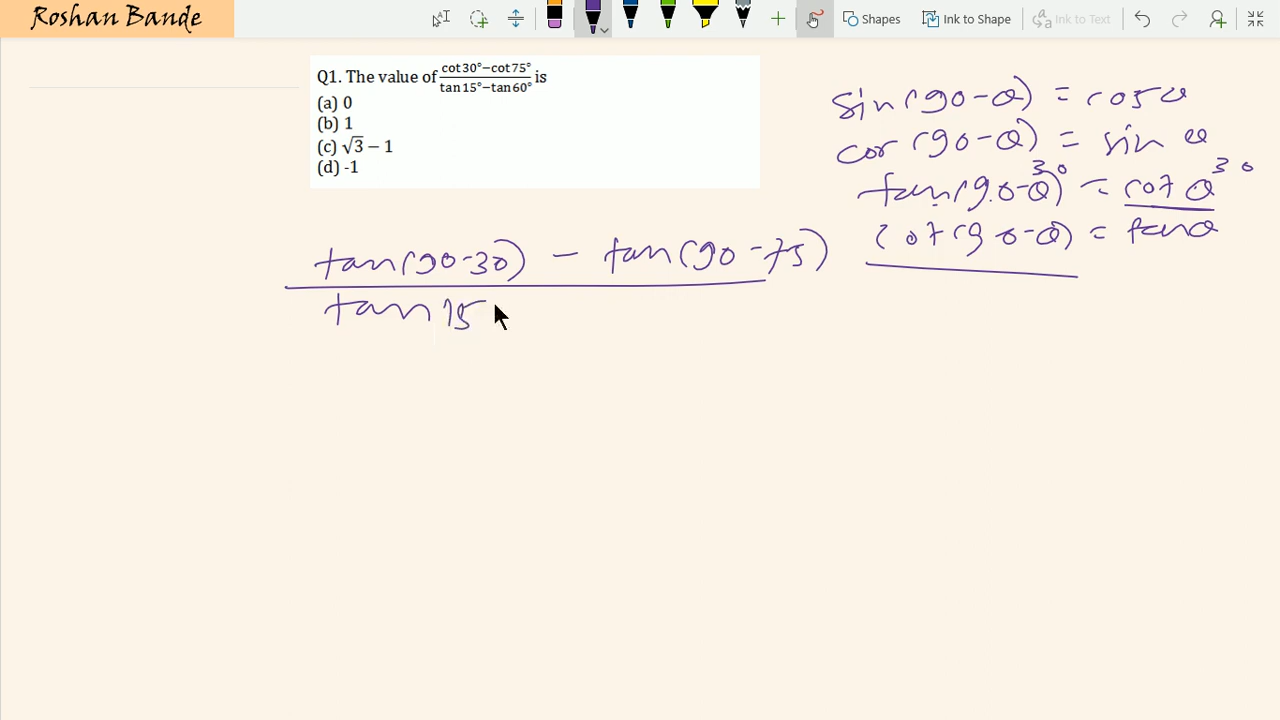 Roshan Bande
Shapes
Ink to Shape
Ink to Text
Q1. The value of (cot 30° − cot 75°)/(tan 15° − tan 60°) is
(a) 0
(b) 1
(c) √3 − 1
(d) -1
sin(90-θ) = cosθ
cos(90-θ) = sin θ
tan(90-θ) = cot θ
30
30
cot(90-θ) = tanθ
tan(90-30) - tan(90-75)
tan 15